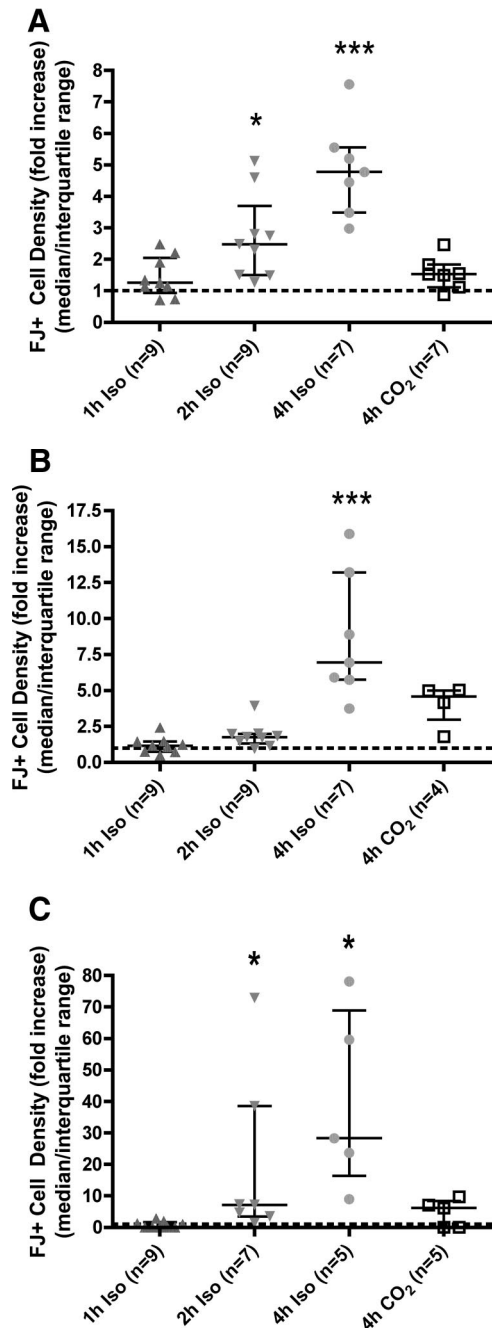 A
FJ+ Cell Density (fold increase)
(median/interquartile range)
8
7
6
5
4
3
2
1
0
*
***
1h Iso (n=9)
2h Iso (n=9)
4h Iso (n=7)
4h CO₂ (n=7)
B
FJ+ Cell Density (fold increase)
(median/interquartile range)
17.5
15.0
12.5
10.0
7.5
5.0
2.5
0.0
***
1h Iso (n=9)
2h Iso (n=9)
4h Iso (n=7)
4h CO₂ (n=4)
C
FJ+ Cell Density (fold increase)
(median/interquartile range)
80
70
60
50
40
30
20
10
0
*
*
1h Iso (n=9)
2h Iso (n=7)
4h Iso (n=5)
4h CO₂ (n=5)